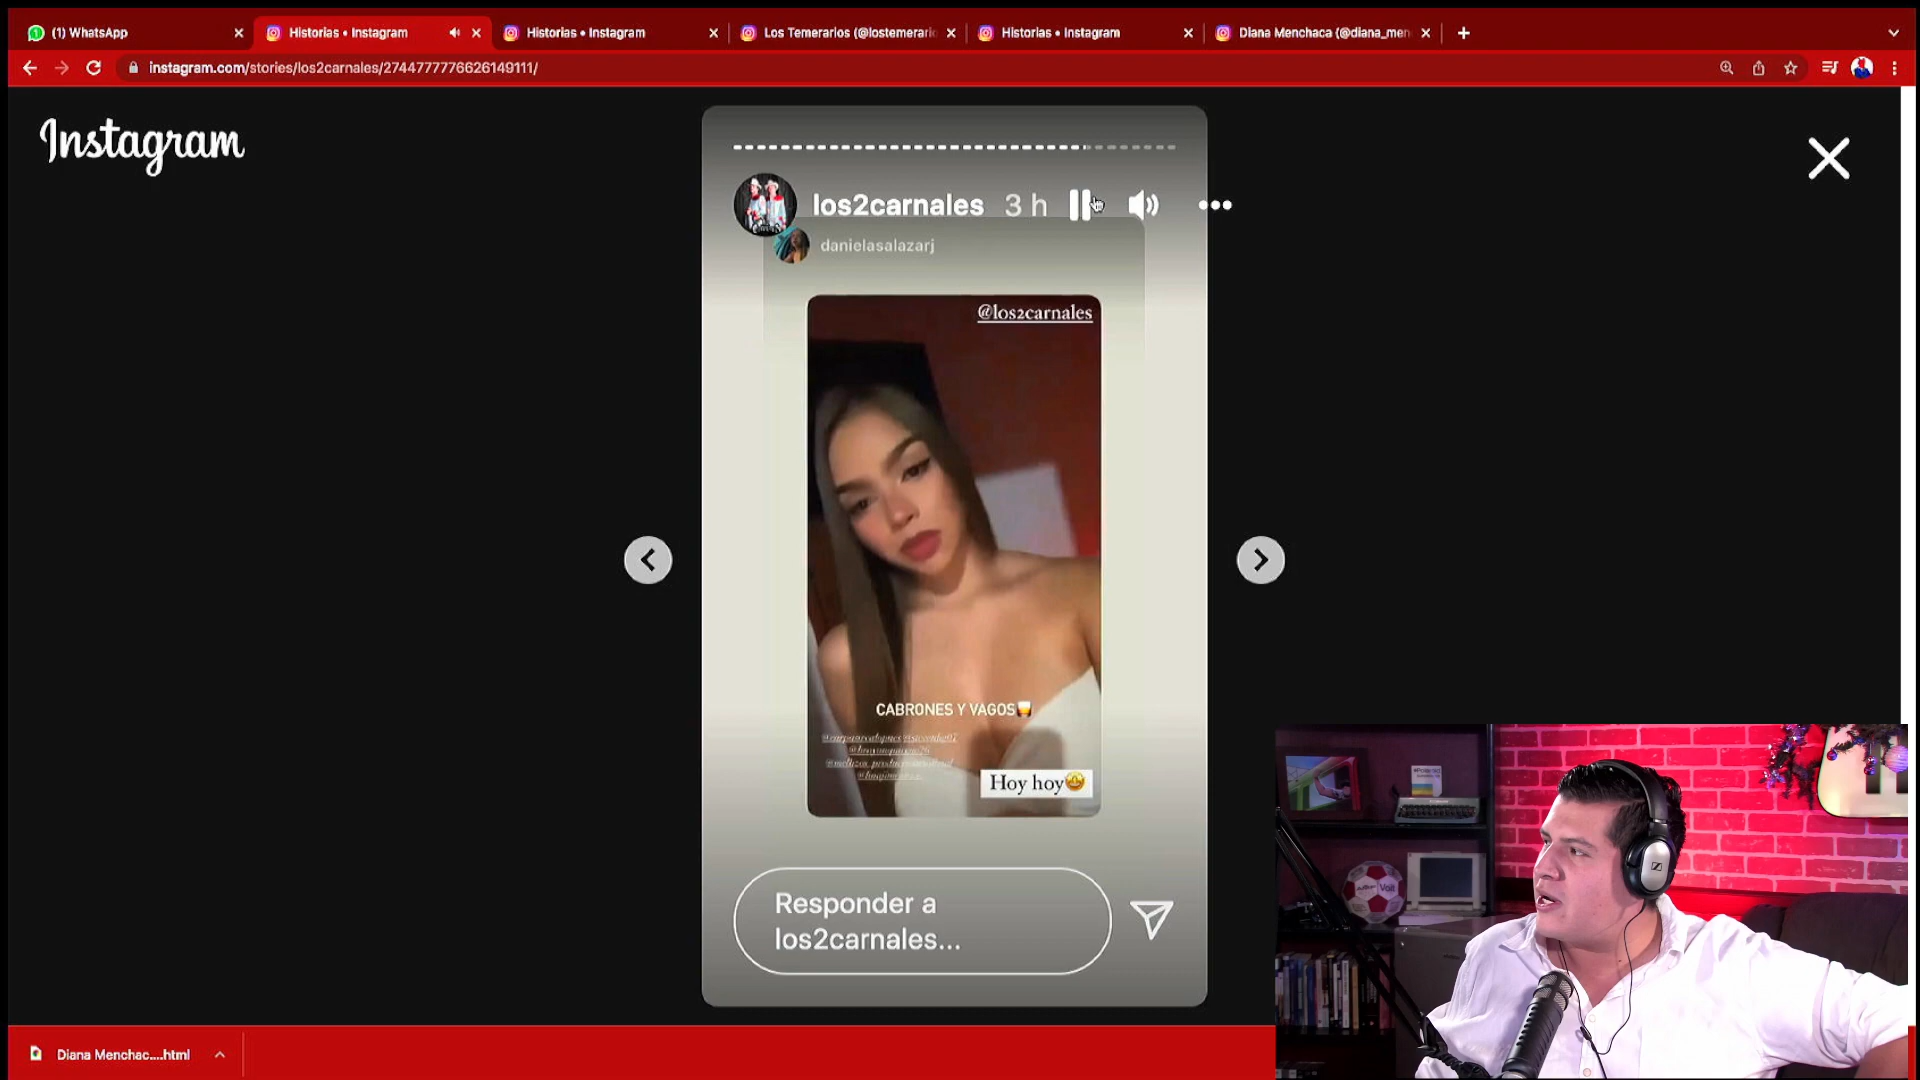 (1) WhatsApp
Historias • Instagram
Historias • Instagram
Los Temerarios (@lostemerari
Historias • Instagram
Diana Menchaca (@diana_men
instagram.com/stories/los2carnales/2744777776626149111/
Instagram
los2carnales 3 h
danielasalazarj
@los2carnales
CABRONES Y VAGOS
Hoy hoy
Responder a
los2carnales...
Voit
Diana Menchac....html